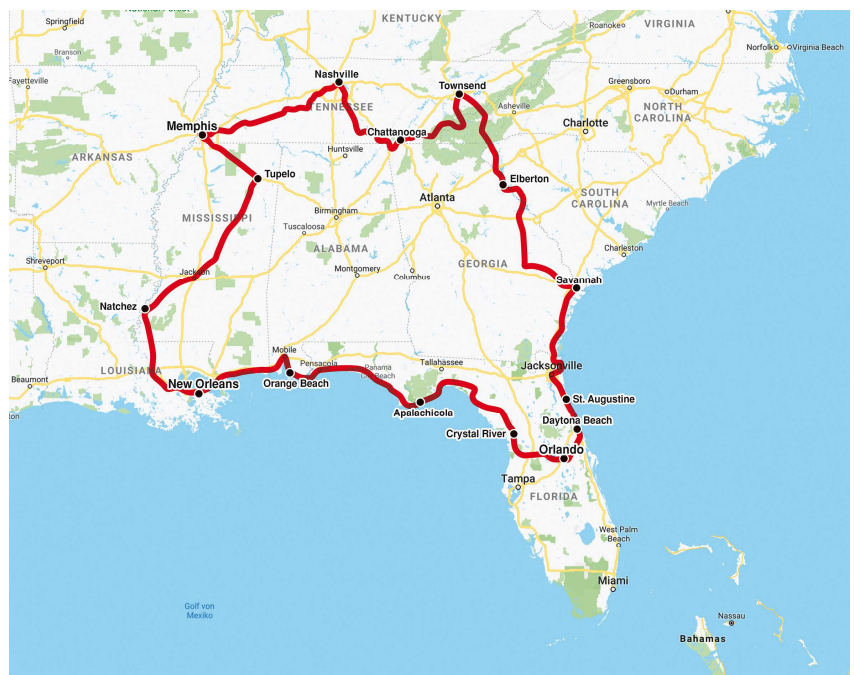 KENTUCKY
Springfield
Roanoke
VIRGINIA
Norfolk
Virginia Beach
Branson
Nashville
Fayetteville
Townsend
Greensboro
Durham
TENNESSEE
Asheville
NORTH
CAROLINA
Memphis
Chattanooga
Charlotte
Huntsville
ARKANSAS
Tupelo
Elberton
SOUTH
CAROLINA
Atlanta
Myrtle Beach
MISSISSIPPI
Birmingham
Tuscaloosa
ALABAMA
Charleston
Shreveport
Jackson
Montgomery
Columbus
GEORGIA
Savannah
Natchez
Mobile
Pensacola
Panama
City Beach
Tallahassee
Jacksonville
LOUISIANA
Beaumont
New Orleans
Orange Beach
St. Augustine
Apalachicola
Daytona Beach
Crystal River
Orlando
Tampa
FLORIDA
West Palm
Beach
Miami
Golf von
Mexiko
Nassau
Bahamas